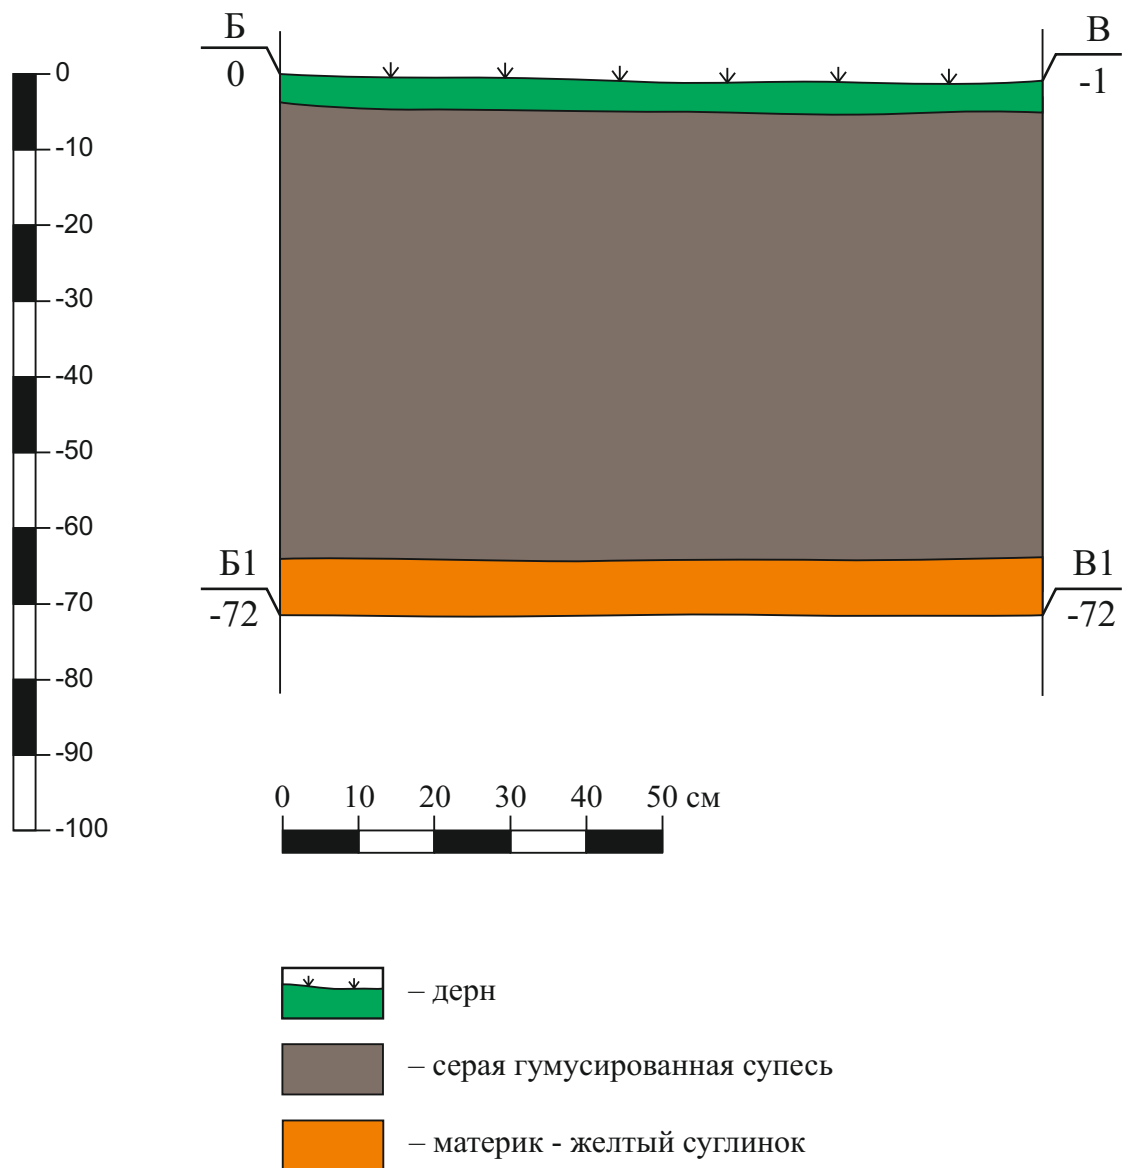 Б
0
В
-1
0
-10
-20
-30
-40
-50
-60
-70
-80
-90
-100
Б1
-72
В1
-72
0 10 20 30 40 50 см
– дерн
– серая гумусированная супесь
– материк - желтый суглинок